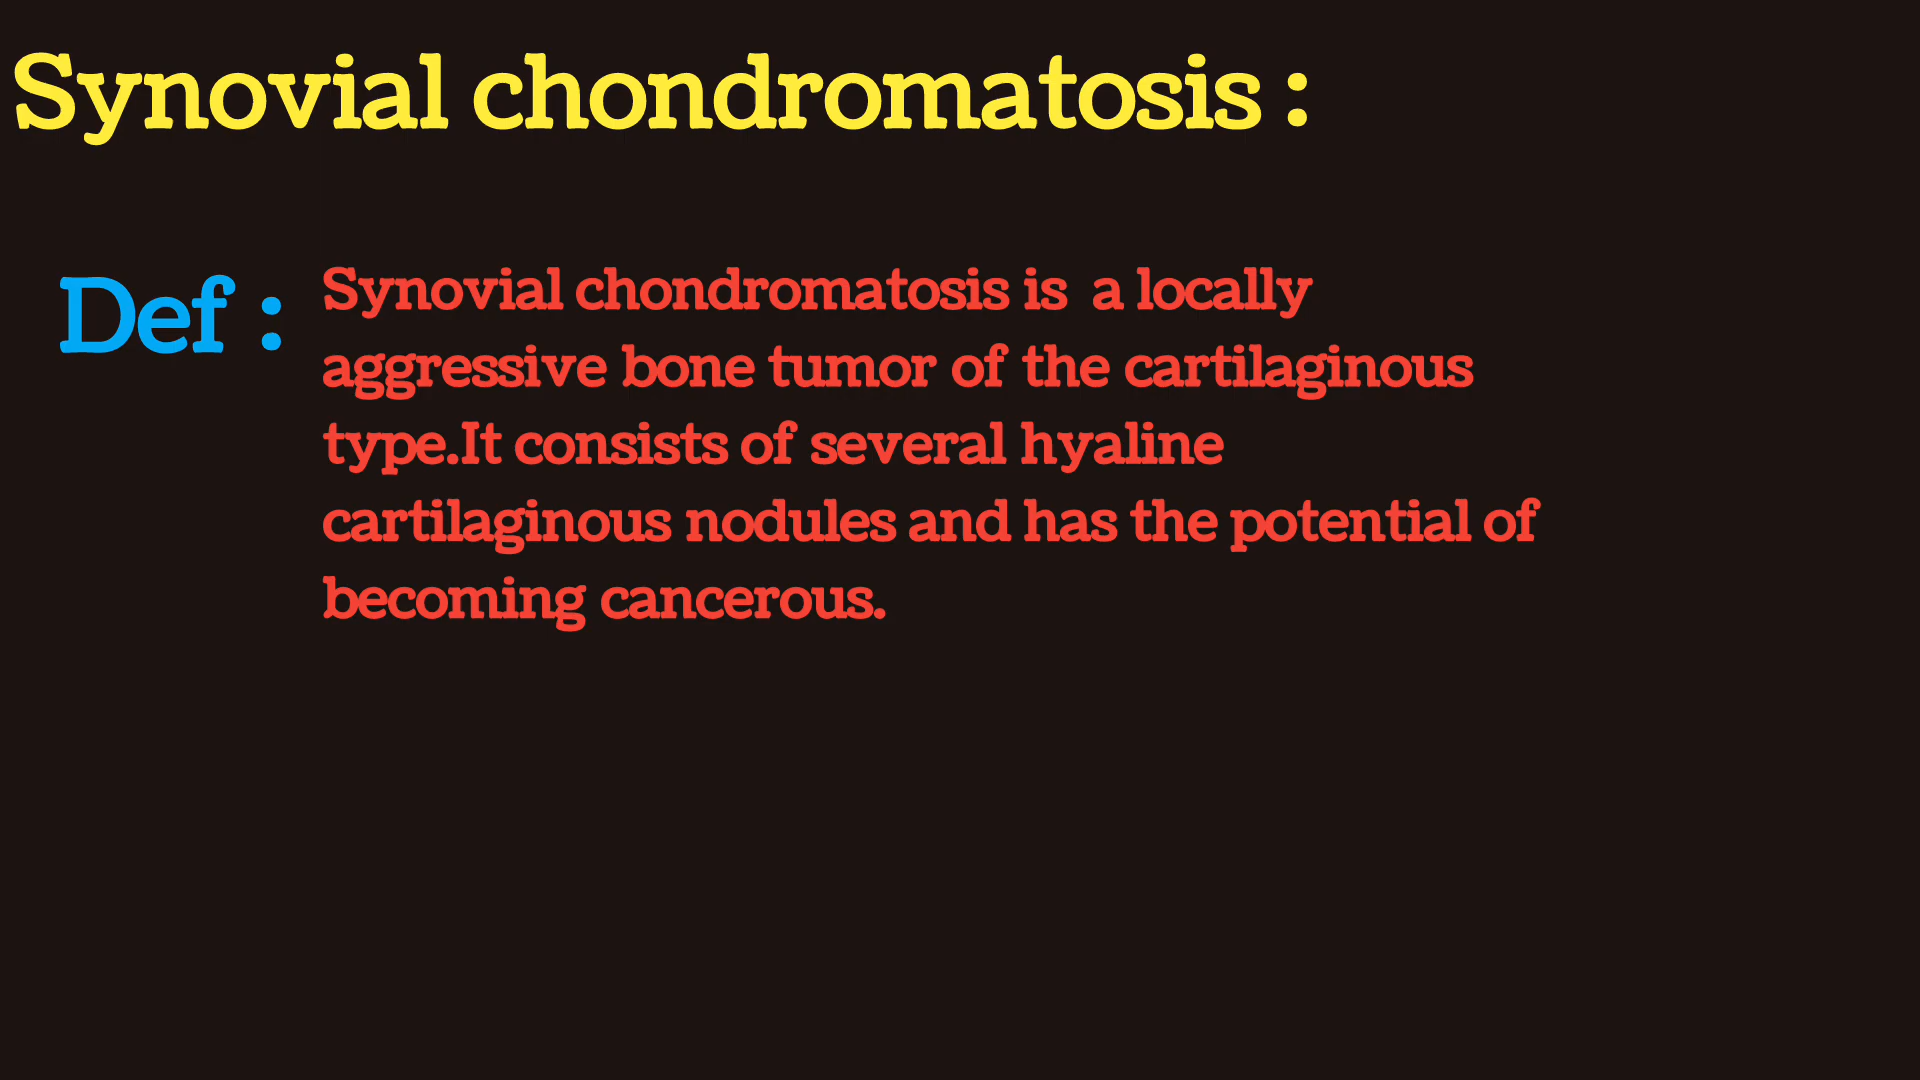 Synovial chondromatosis :
Def : Synovial chondromatosis is  a locally
aggressive bone tumor of the cartilaginous
type.It consists of several hyaline
cartilaginous nodules and has the potential of
becoming cancerous.